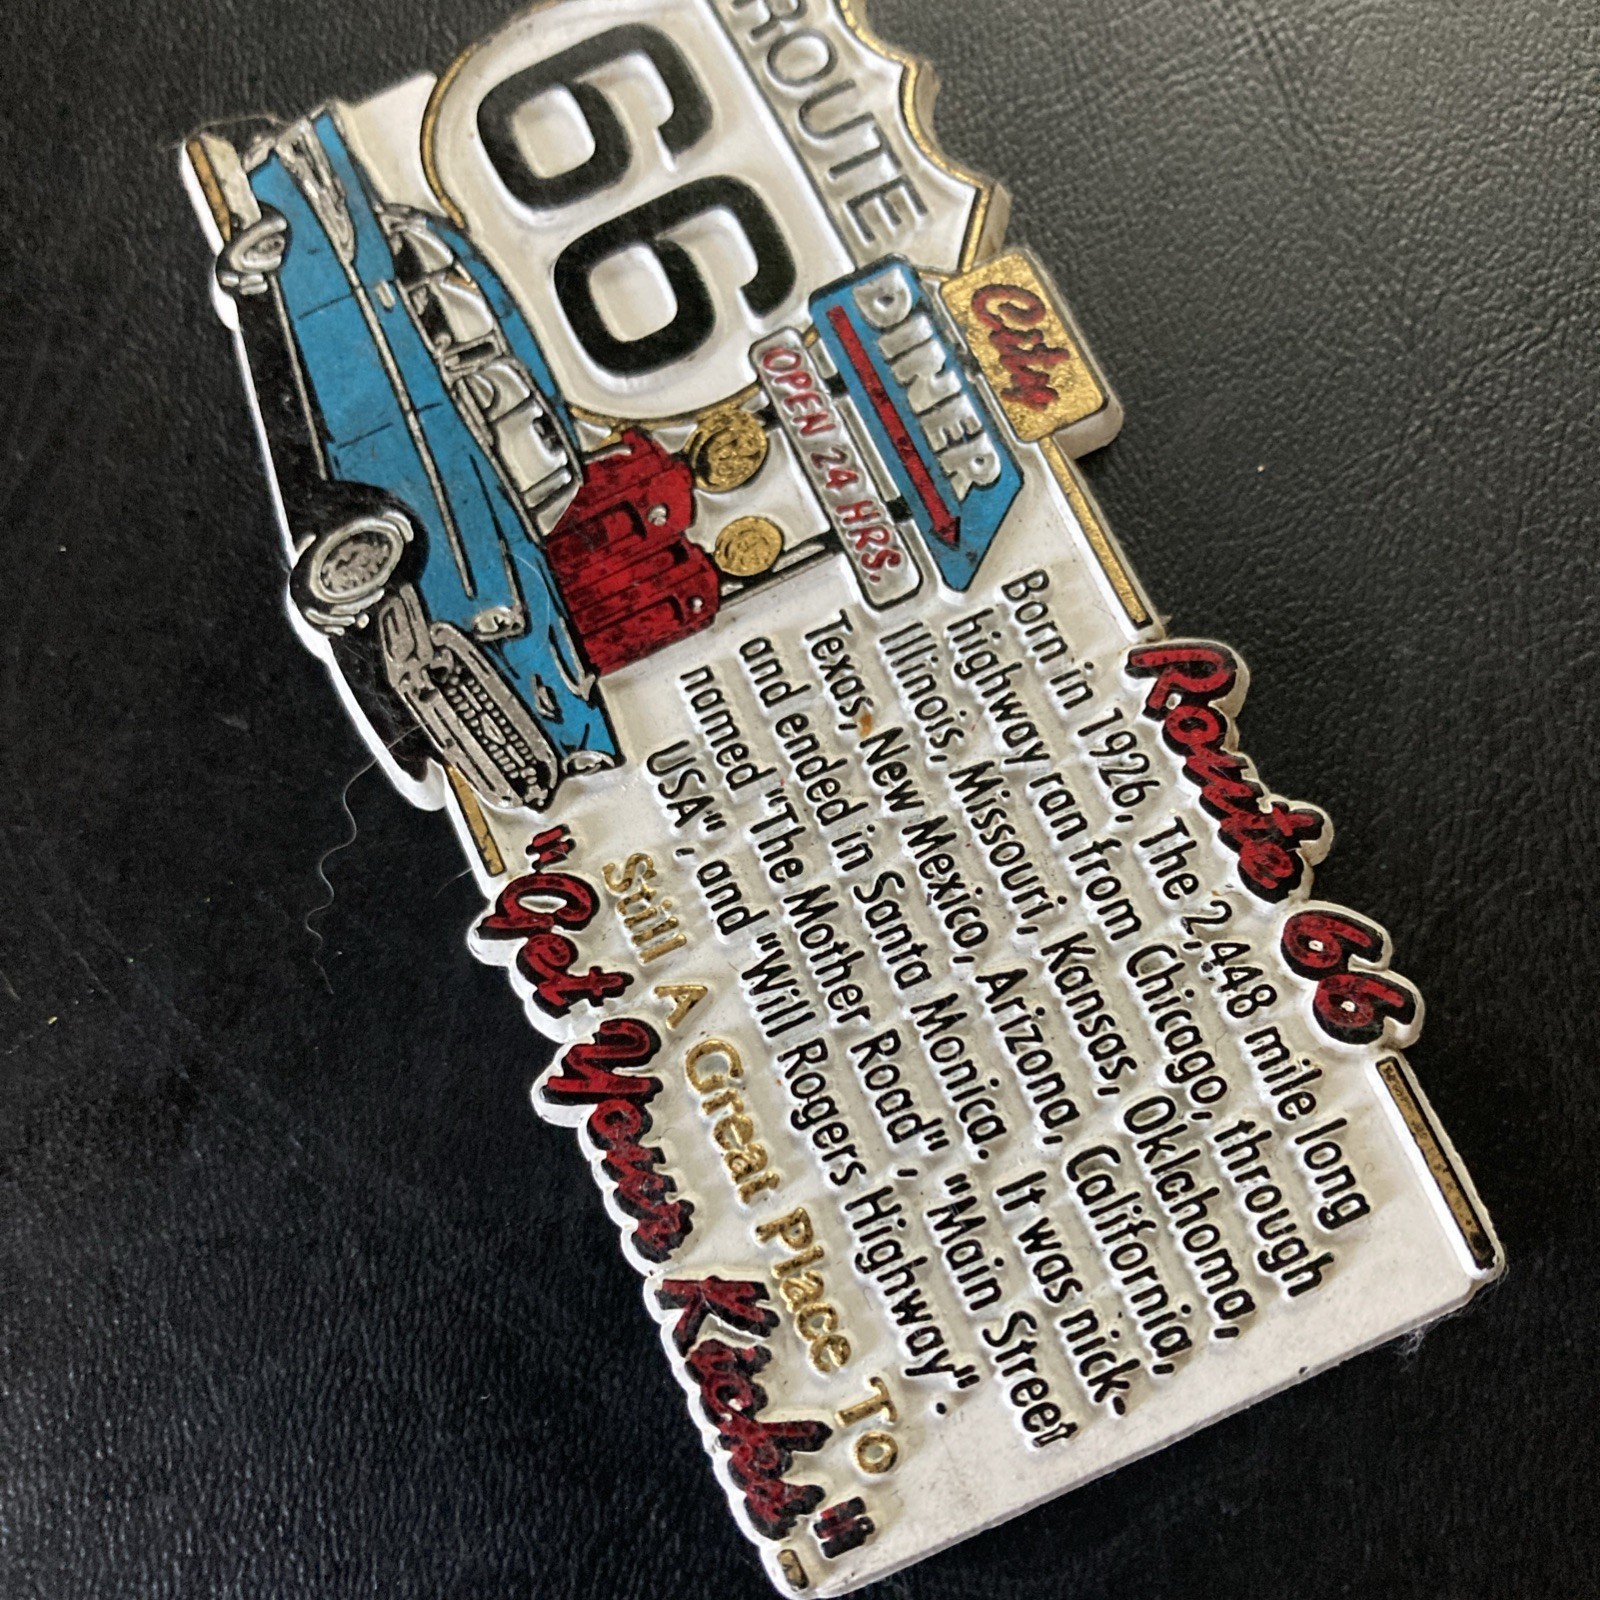 ROUTE
66
City
DINER
OPEN 24 HRS.
Route 66
Born in 1926, The 2,448 mile long
highway ran from Chicago, through
Illinois, Missouri, Kansas, Oklahoma,
Texas, New Mexico, Arizona, California,
and ended in Santa Monica. It was nick-
named "The Mother Road", "Main Street
USA", and "Will Rogers Highway".
Still A Great Place To
"Get Your Kicks"